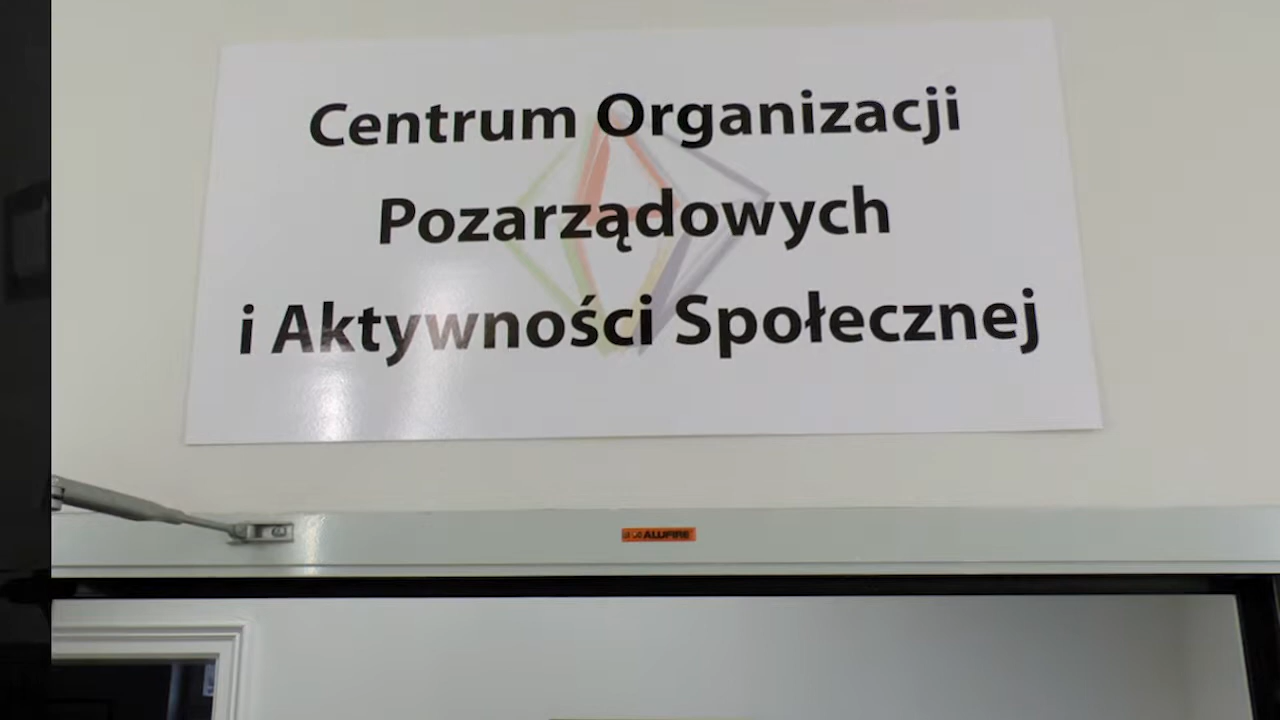 Centrum Organizacji
Pozarządowych
i Aktywności Społecznej
ALUFIRE